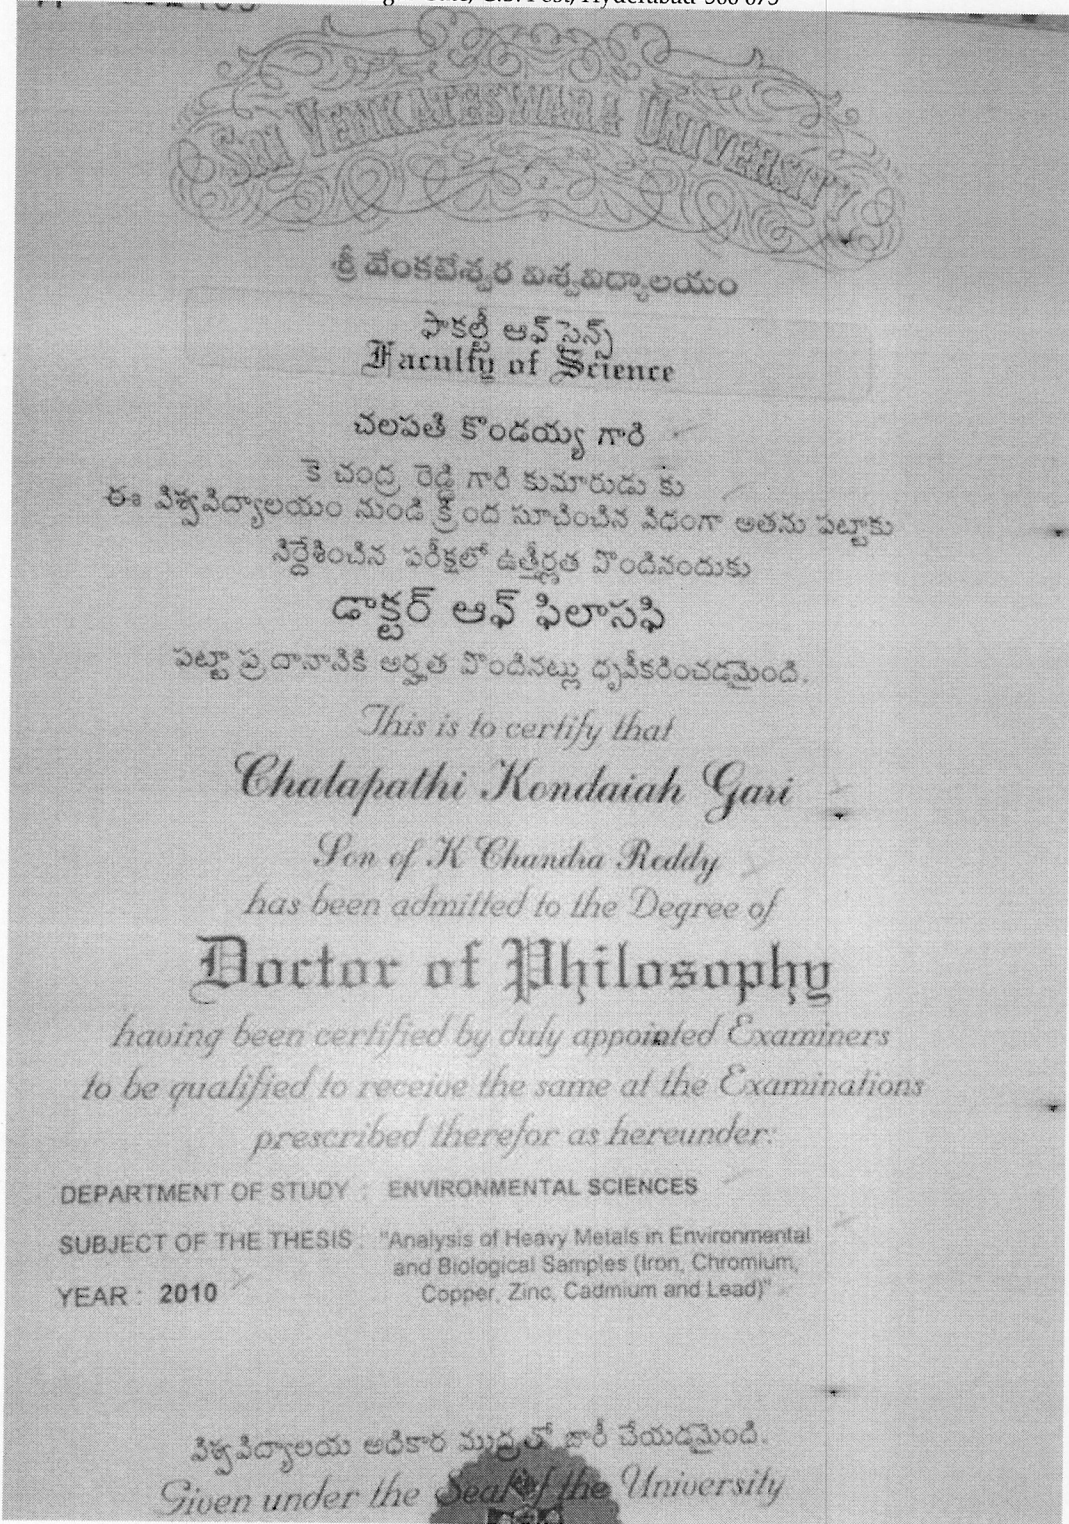 Hyderabad
SRI VENKATESWARA UNIVERSITY
శ్రీ వేంకటేశ్వర విశ్వవిద్యాలయం
ఫాకల్టీ ఆఫ్ సైన్స్
Faculty of Science
చలపతి కొండయ్య గారి
కె చంద్ర రెడ్డి గారి కుమారుడు కు
ఈ విశ్వవిద్యాలయం నుండి క్రింద సూచించిన విధంగా అతను పట్టాకు
నిర్దేశించిన పరీక్షలో ఉత్తీర్ణత పొందినందుకు
డాక్టర్ ఆఫ్ ఫిలాసఫి
పట్టా ప్రదానానికి అర్హత పొందినట్లు ధృవీకరించడమైంది.
This is to certify that
Chalapathi Kondaiah Gari
Son of K Chandra Reddy
has been admitted to the Degree of
Doctor of Philosophy
having been certified by duly appointed Examiners
to be qualified to receive the same at the Examinations
prescribed therefor as hereunder:
DEPARTMENT OF STUDY : ENVIRONMENTAL SCIENCES
SUBJECT OF THE THESIS : "Analysis of Heavy Metals in Environmental
and Biological Samples (Iron, Chromium,
Copper, Zinc, Cadmium and Lead)"
YEAR : 2010
విశ్వవిద్యాలయ అధికార ముద్రతో జారీ చేయడమైంది.
Given under the Seal of the University